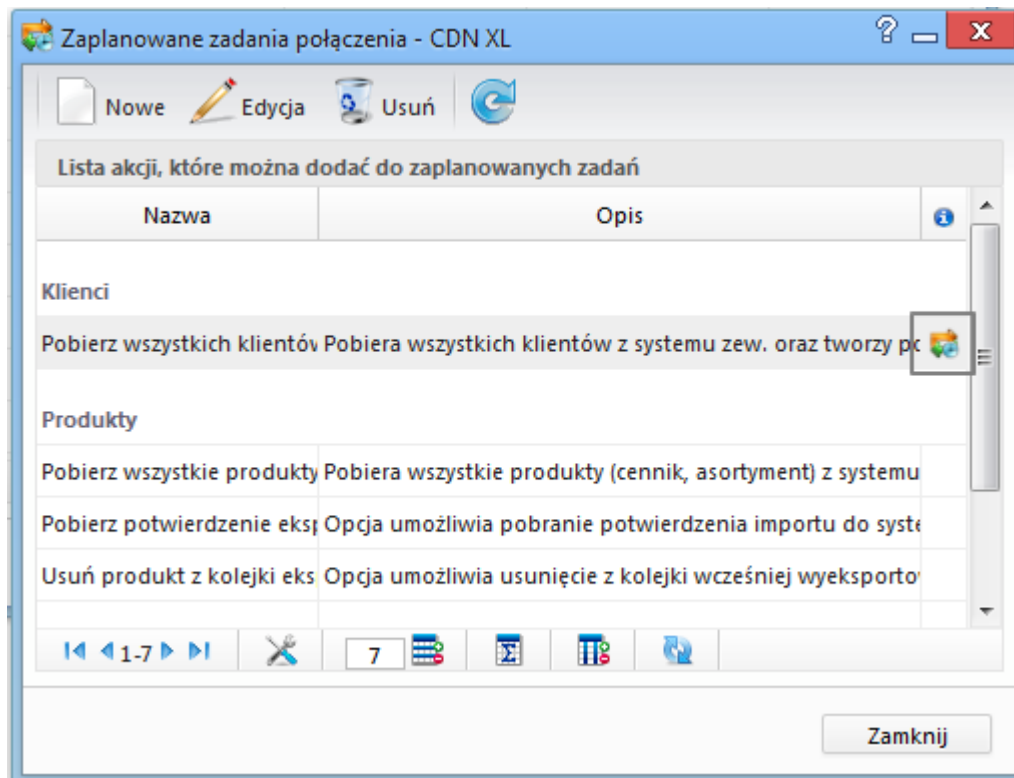 Zaplanowane zadania połączenia - CDN XL
Nowe Edycja Usuń
Lista akcji, które można dodać do zaplanowanych zadań
Nazwa Opis
Klienci
Pobierz wszystkich klientów Pobiera wszystkich klientów z systemu zew. oraz tworzy
Produkty
Pobierz wszystkie produkty Pobiera wszystkie produkty (cennik, asortyment) z systemu
Pobierz potwierdzenie eks Opcja umożliwia pobranie potwierdzenia importu do syste
Usuń produkt z kolejki eks Opcja umożliwia usunięcie z kolejki wcześniej wyeksporto
1-7 7
Zamknij